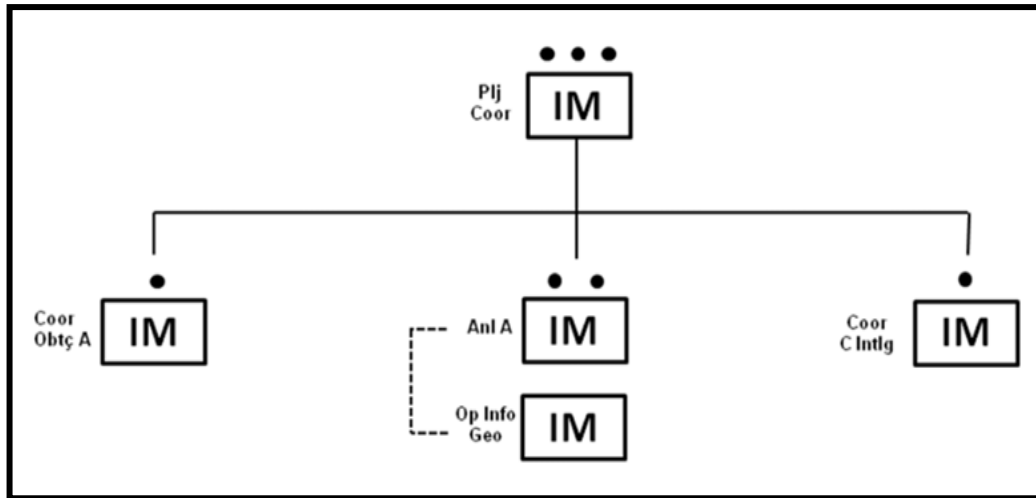 Plj
Coor
IM
Coor
Obtç A
IM
Anl A
IM
Coor
C Intlg
IM
Op Info
Geo
IM